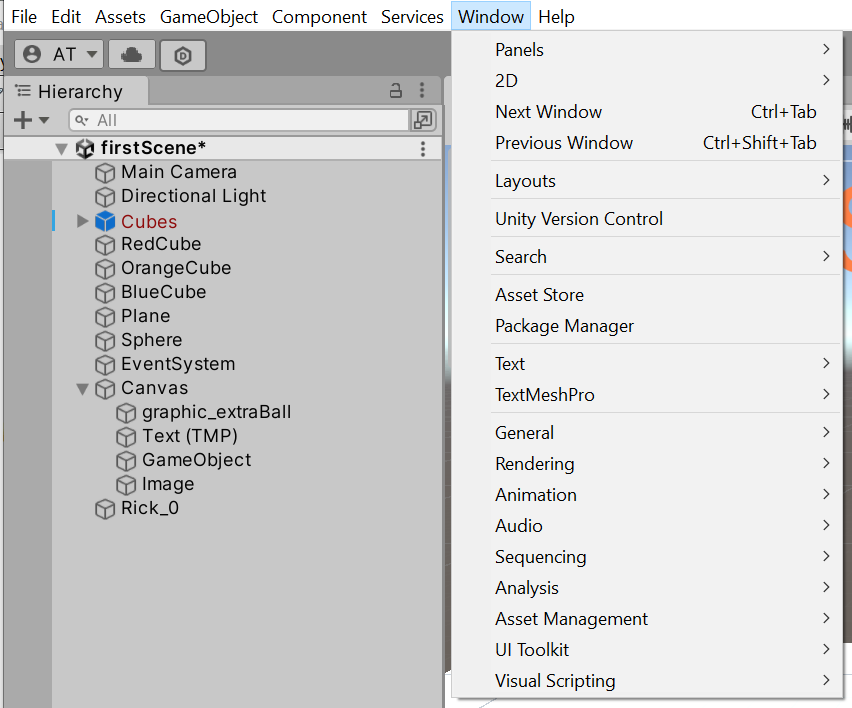 File Edit Assets GameObject Component Services Window Help
AT
Hierarchy
All
firstScene*
Main Camera
Directional Light
Cubes
RedCube
OrangeCube
BlueCube
Plane
Sphere
EventSystem
Canvas
graphic_extraBall
Text (TMP)
GameObject
Image
Rick_0
Panels
2D
Next Window Ctrl+Tab
Previous Window Ctrl+Shift+Tab
Layouts
Unity Version Control
Search
Asset Store
Package Manager
Text
TextMeshPro
General
Rendering
Animation
Audio
Sequencing
Analysis
Asset Management
UI Toolkit
Visual Scripting